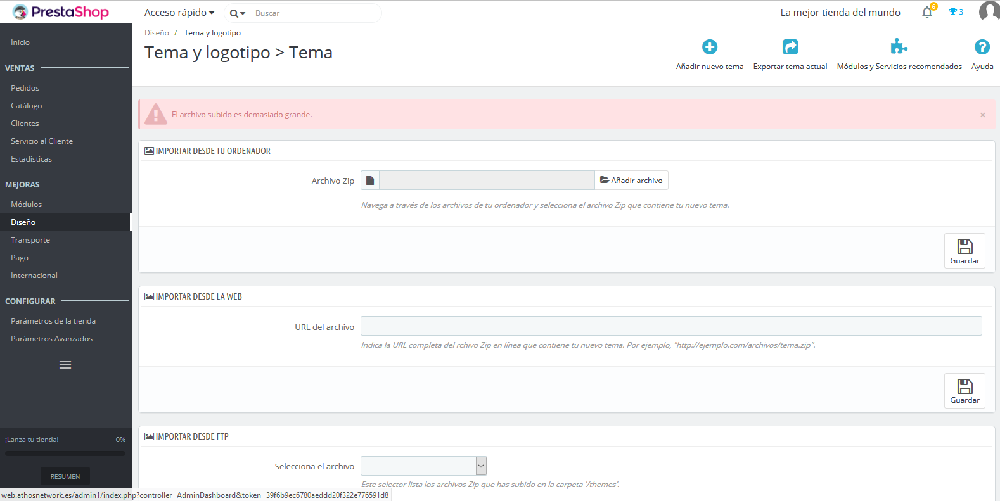 PrestaShop
Acceso rápido
Buscar
La mejor tienda del mundo
6
3
Inicio
VENTAS
Pedidos
Catálogo
Clientes
Servicio al Cliente
Estadísticas
MEJORAS
Módulos
Diseño
Transporte
Pago
Internacional
CONFIGURAR
Parámetros de la tienda
Parámetros Avanzados
¡Lanza tu tienda! 0%
RESUMEN
Diseño / Tema y logotipo
Tema y logotipo > Tema
Añadir nuevo tema
Exportar tema actual
Módulos y Servicios recomendados
Ayuda
El archivo subido es demasiado grande. ×
IMPORTAR DESDE TU ORDENADOR
Archivo Zip
Añadir archivo
Navega a través de los archivos de tu ordenador y selecciona el archivo Zip que contiene tu nuevo tema.
Guardar
IMPORTAR DESDE LA WEB
URL del archivo
Indica la URL completa del rchivo Zip en línea que contiene tu nuevo tema. Por ejemplo, "http://ejemplo.com/archivos/tema.zip".
Guardar
IMPORTAR DESDE FTP
Selecciona el archivo -
Este selector lista los archivos Zip que has subido en la carpeta '/themes'.
web.athosnetwork.es/admin1/index.php?controller=AdminDashboard&token=39f6b9ec6780aeddd20f322e776591d8